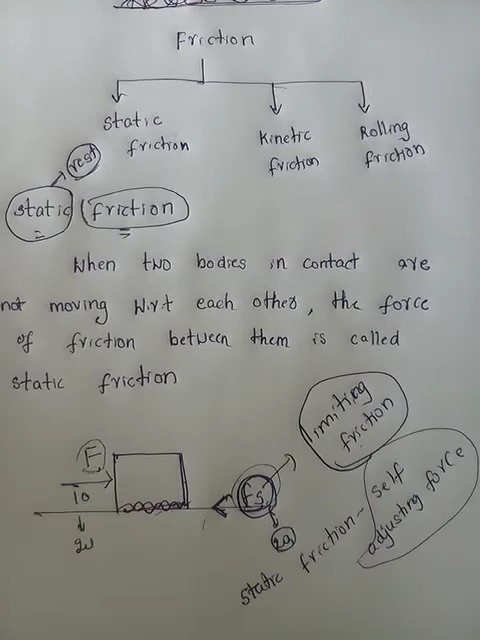 Friction
Static
friction
Kinetic
friction
Rolling
friction
rest
static friction
When two bodies in contact are
not moving w.r.t each other, the force
of friction between them is called
static friction
F
10
20
Fs
20
limiting
friction
static friction - self
adjusting force